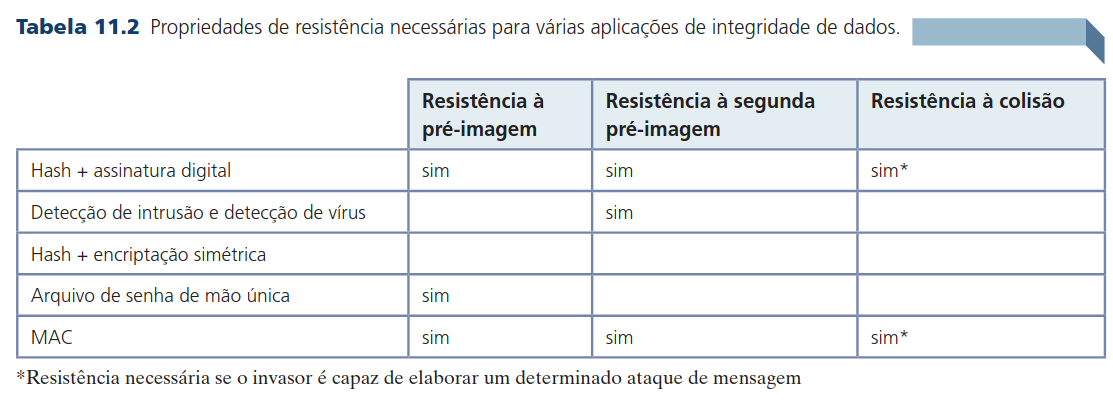 Tabela 11.2 Propriedades de resistência necessárias para várias aplicações de integridade de dados.
Resistência à pré-imagem Resistência à segunda pré-imagem Resistência à colisão
Hash + assinatura digital sim sim sim*
Detecção de intrusão e detecção de vírus sim
Hash + encriptação simétrica
Arquivo de senha de mão única sim
MAC sim sim sim*
*Resistência necessária se o invasor é capaz de elaborar um determinado ataque de mensagem